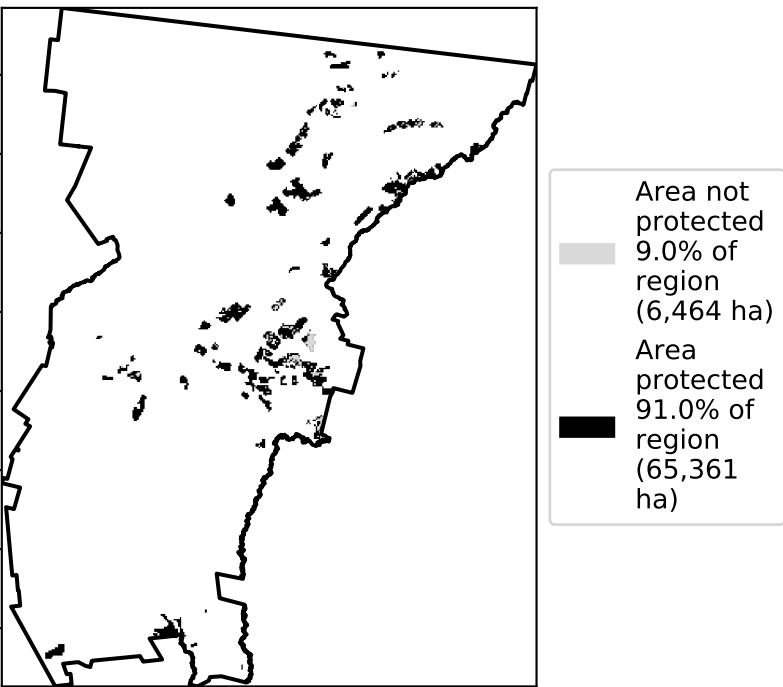 Area not
protected
9.0% of
region
(6,464 ha)
Area
protected
91.0% of
region
(65,361
ha)